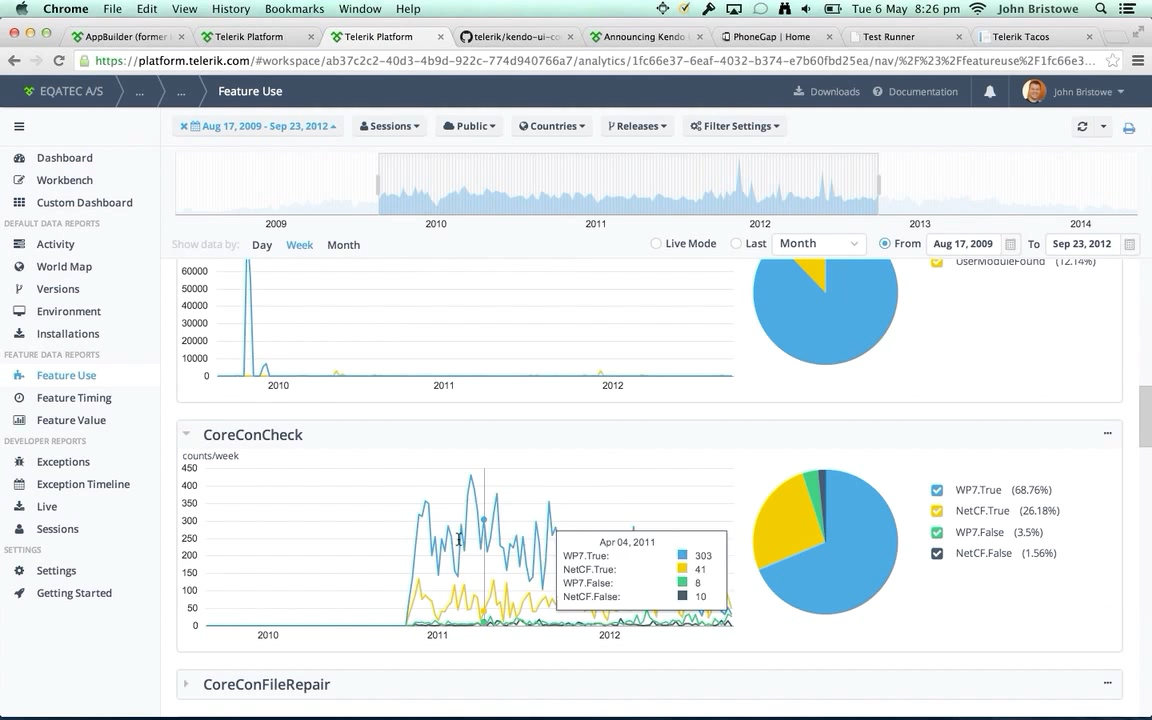 Chrome File Edit View History Bookmarks Window Help Tue 6 May 8:26 pm John Bristowe
AppBuilder (former Telerik Platform Telerik Platform telerik/kendo-ui-co Announcing Kendo PhoneGap | Home Test Runner Telerik Tacos
https://platform.telerik.com/#workspace/ab37c2c2-40d3-4b9d-922c-774d940766a7/analytics/1fc66e37-6eaf-4032-b374-e7b60fbd25ea/nav/%2F%23%2Ffeatureuse%2F1fc66e3...
EQATEC A/S ... ... Feature Use Downloads Documentation John Bristowe
Aug 17, 2009 - Sep 23, 2012 Sessions Public Countries Releases Filter Settings
Dashboard
Workbench
Custom Dashboard
DEFAULT DATA REPORTS
Activity
World Map
Versions
Environment
Installations
FEATURE DATA REPORTS
Feature Use
Feature Timing
Feature Value
DEVELOPER REPORTS
Exceptions
Exception Timeline
Live
Sessions
SETTINGS
Settings
Getting Started
2009 2010 2011 2012 2013 2014
Show data by: Day Week Month Live Mode Last Month From Aug 17, 2009 To Sep 23, 2012
UserModuleFound (12.14%)
60000
50000
40000
30000
20000
10000
0
2010 2011 2012
CoreConCheck ...
counts/week
450
400
350
300
250
200
150
100
50
0
2010 2011 2012
Apr 04, 2011
WP7.True: 303
NetCF.True: 41
WP7.False: 8
NetCF.False: 10
WP7.True (68.76%)
NetCF.True (26.18%)
WP7.False (3.5%)
NetCF.False (1.56%)
CoreConFileRepair ...